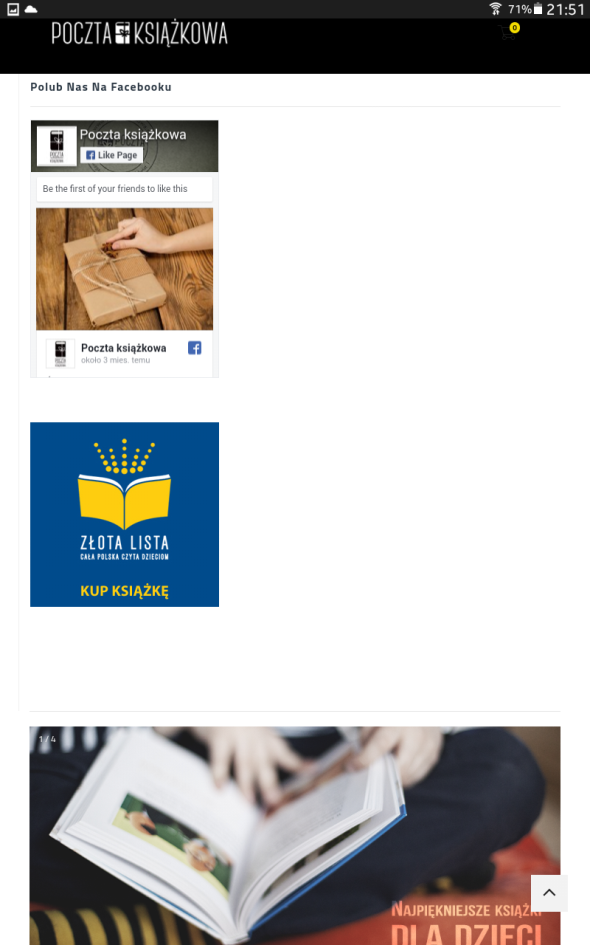 71% 21:51
POCZTA KSIĄŻKOWA
0
Polub Nas Na Facebooku
Poczta książkowa
Like Page
Be the first of your friends to like this
Poczta książkowa
około 3 mies. temu
ZŁOTA LISTA
CAŁA POLSKA CZYTA DZIECIOM
KUP KSIĄŻKĘ
1 / 4
NAJPIĘKNIEJSZE KSIĄŻKI
DLA DZIECI